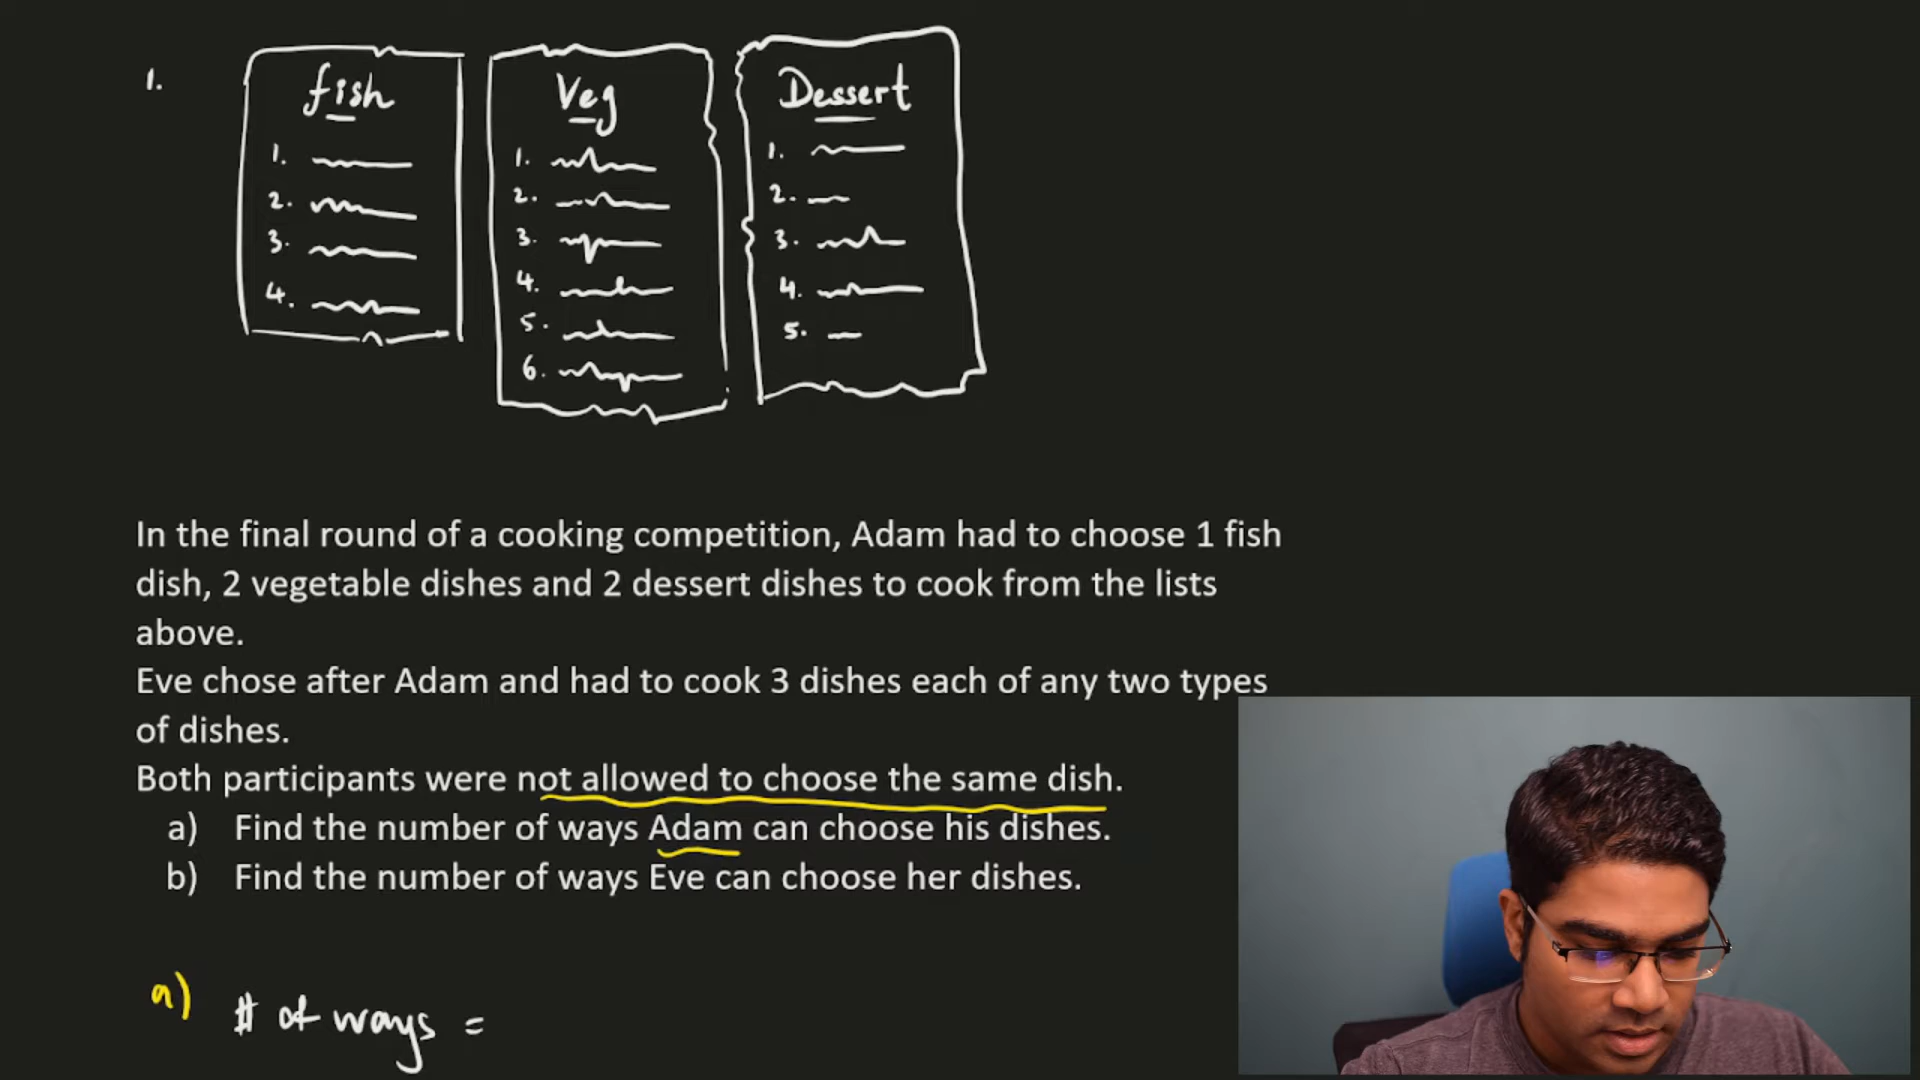 1.
fish
1.
2.
3.
4.
Veg
1.
2.
3.
4.
5.
6.
Dessert
1.
2.
3.
4.
5.
In the final round of a cooking competition, Adam had to choose 1 fish
dish, 2 vegetable dishes and 2 dessert dishes to cook from the lists
above.
Eve chose after Adam and had to cook 3 dishes each of any two types
of dishes.
Both participants were not allowed to choose the same dish.
a) Find the number of ways Adam can choose his dishes.
b) Find the number of ways Eve can choose her dishes.
a) # of ways =